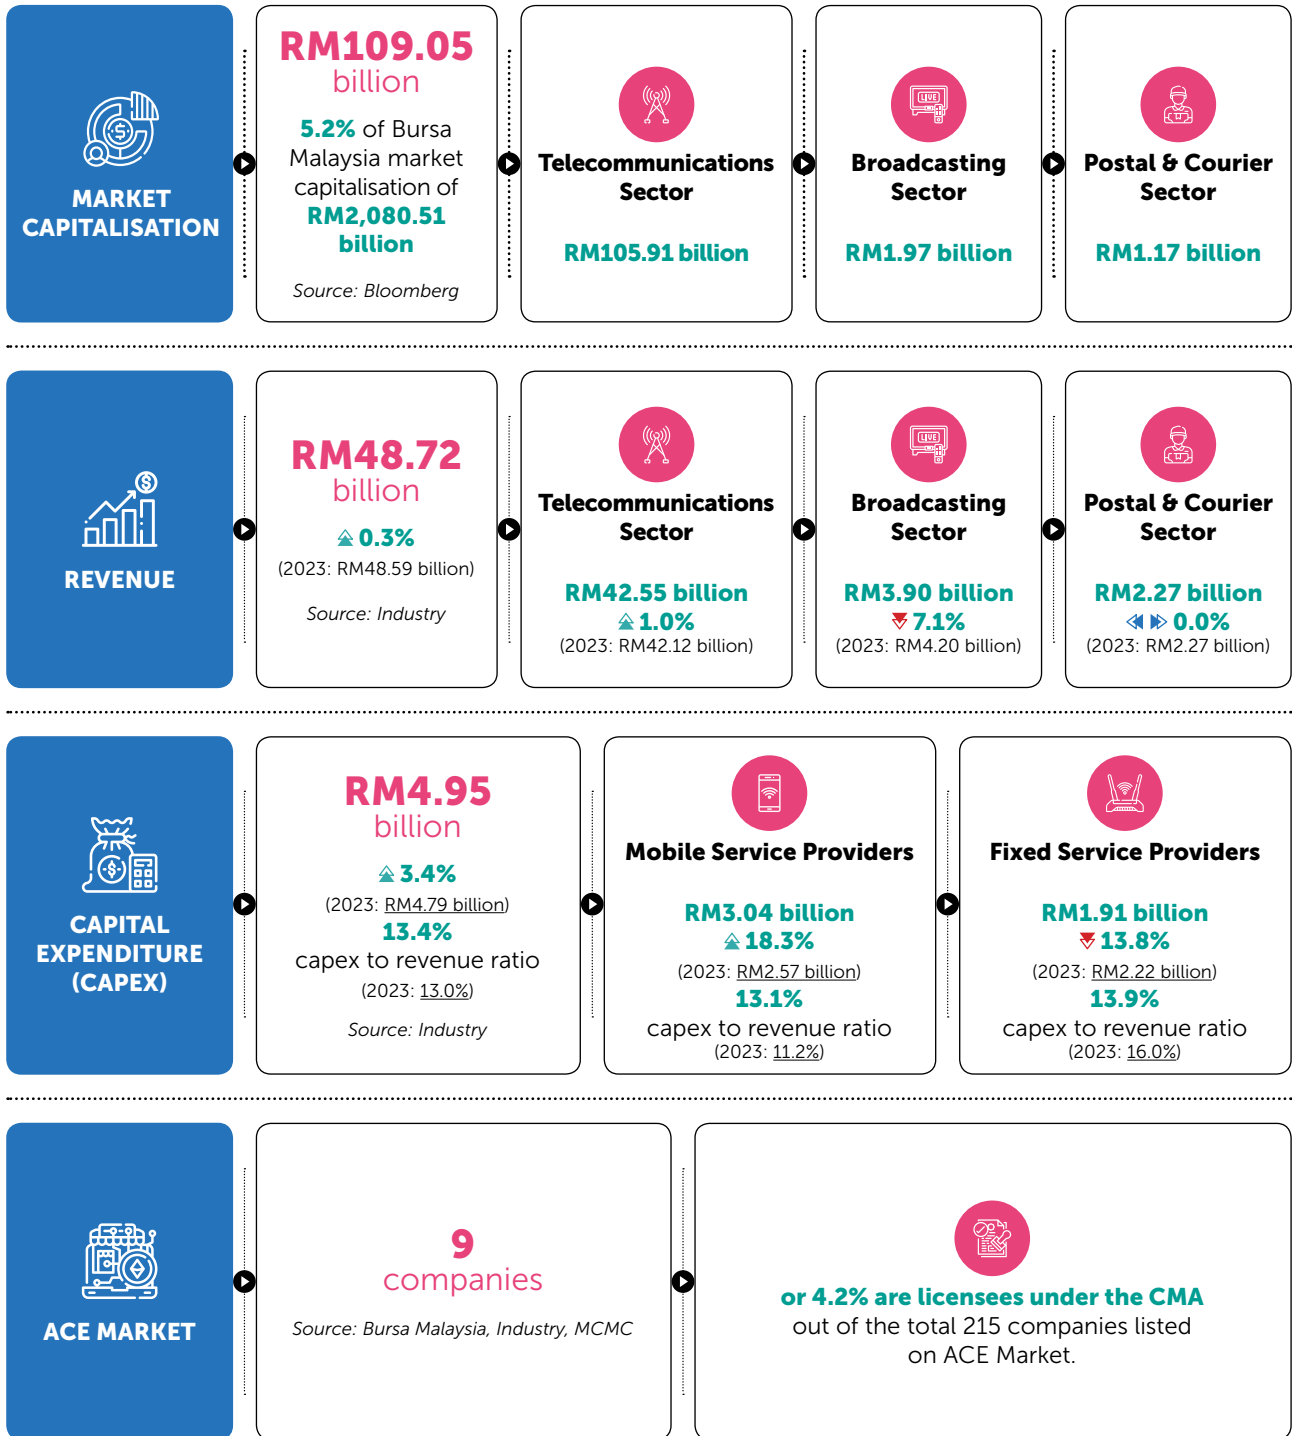 MARKET
CAPITALISATION
RM109.05
billion
5.2% of Bursa
Malaysia market
capitalisation of
RM2,080.51
billion
Source: Bloomberg
Telecommunications
Sector
RM105.91 billion
LIVE
Broadcasting
Sector
RM1.97 billion
Postal & Courier
Sector
RM1.17 billion
REVENUE
RM48.72
billion
0.3%
(2023: RM48.59 billion)
Source: Industry
Telecommunications
Sector
RM42.55 billion
1.0%
(2023: RM42.12 billion)
LIVE
Broadcasting
Sector
RM3.90 billion
7.1%
(2023: RM4.20 billion)
Postal & Courier
Sector
RM2.27 billion
0.0%
(2023: RM2.27 billion)
CAPITAL
EXPENDITURE
(CAPEX)
RM4.95
billion
3.4%
(2023: RM4.79 billion)
13.4%
capex to revenue ratio
(2023: 13.0%)
Source: Industry
Mobile Service Providers
RM3.04 billion
18.3%
(2023: RM2.57 billion)
13.1%
capex to revenue ratio
(2023: 11.2%)
Fixed Service Providers
RM1.91 billion
13.8%
(2023: RM2.22 billion)
13.9%
capex to revenue ratio
(2023: 16.0%)
ACE MARKET
9
companies
Source: Bursa Malaysia, Industry, MCMC
or 4.2% are licensees under the CMA
out of the total 215 companies listed
on ACE Market.